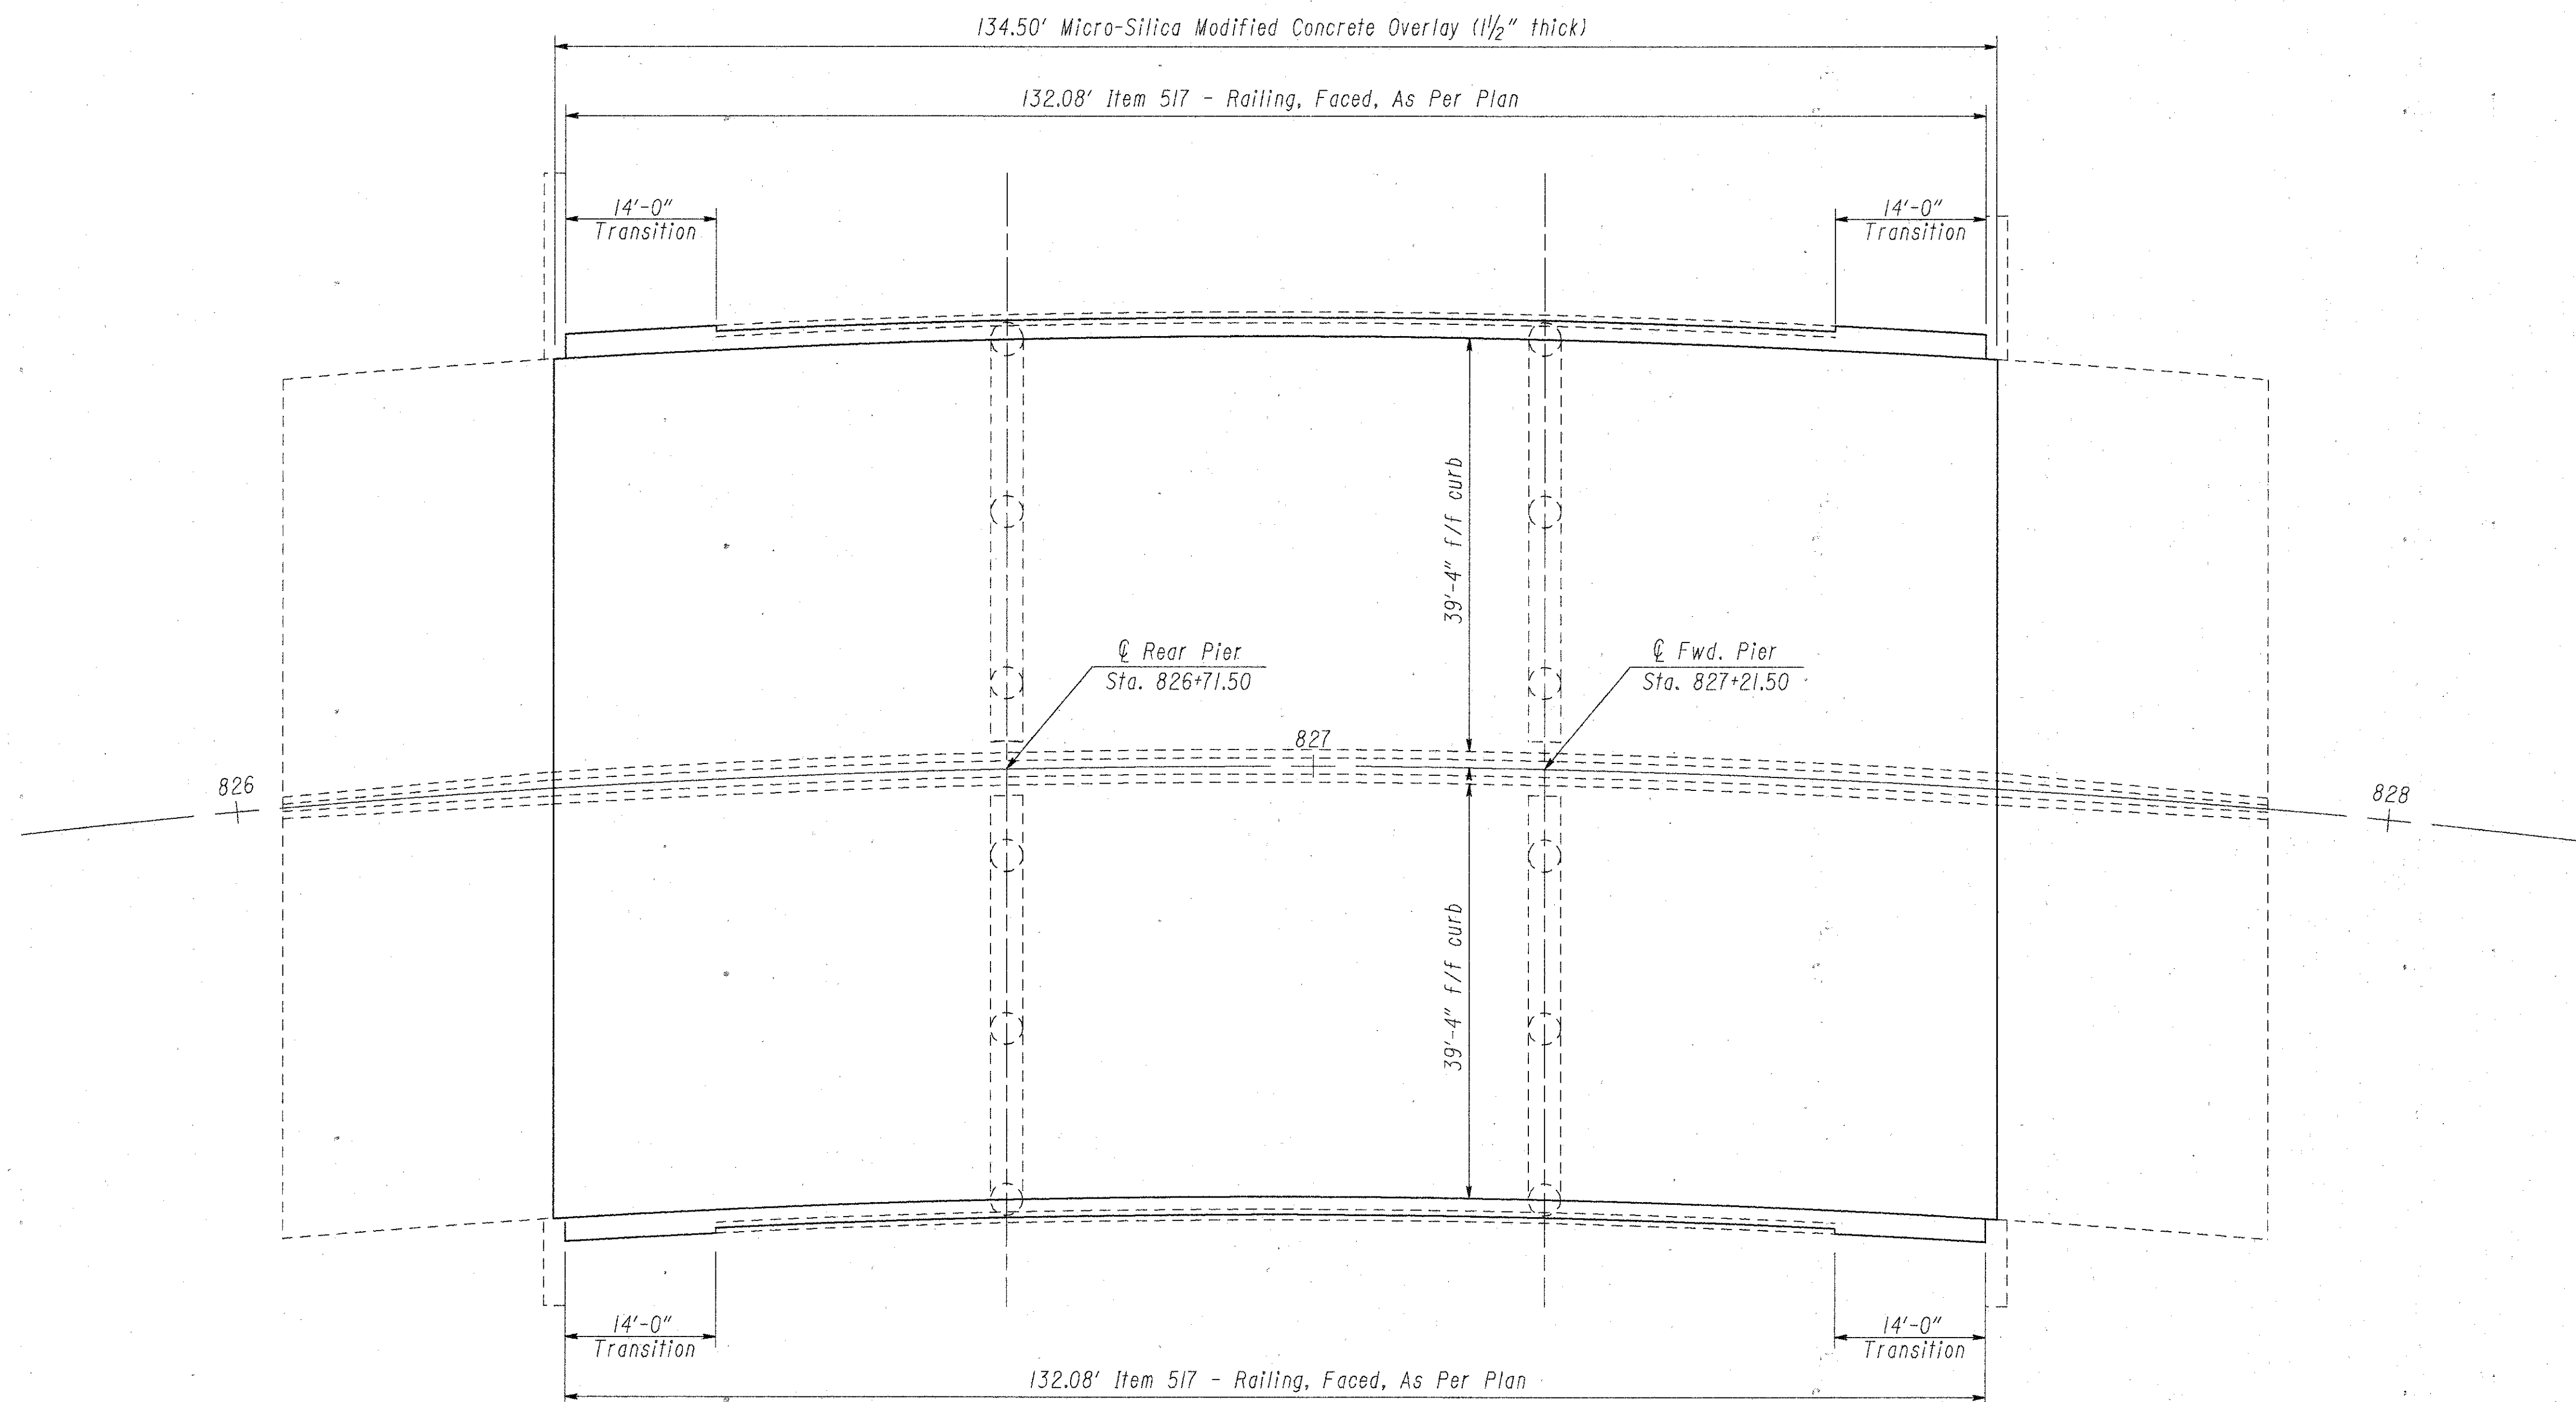 134.50' Micro-Silica Modified Concrete Overlay (1½" thick)
132.08' Item 517 - Railing, Faced, As Per Plan
14'-0"
Transition
14'-0"
Transition
39'-4" f/f curb
℄ Rear Pier
Sta. 826+71.50
℄ Fwd. Pier
Sta. 827+21.50
827
826
828
39'-4" f/f curb
14'-0"
Transition
14'-0"
Transition
132.08' Item 517 - Railing, Faced, As Per Plan